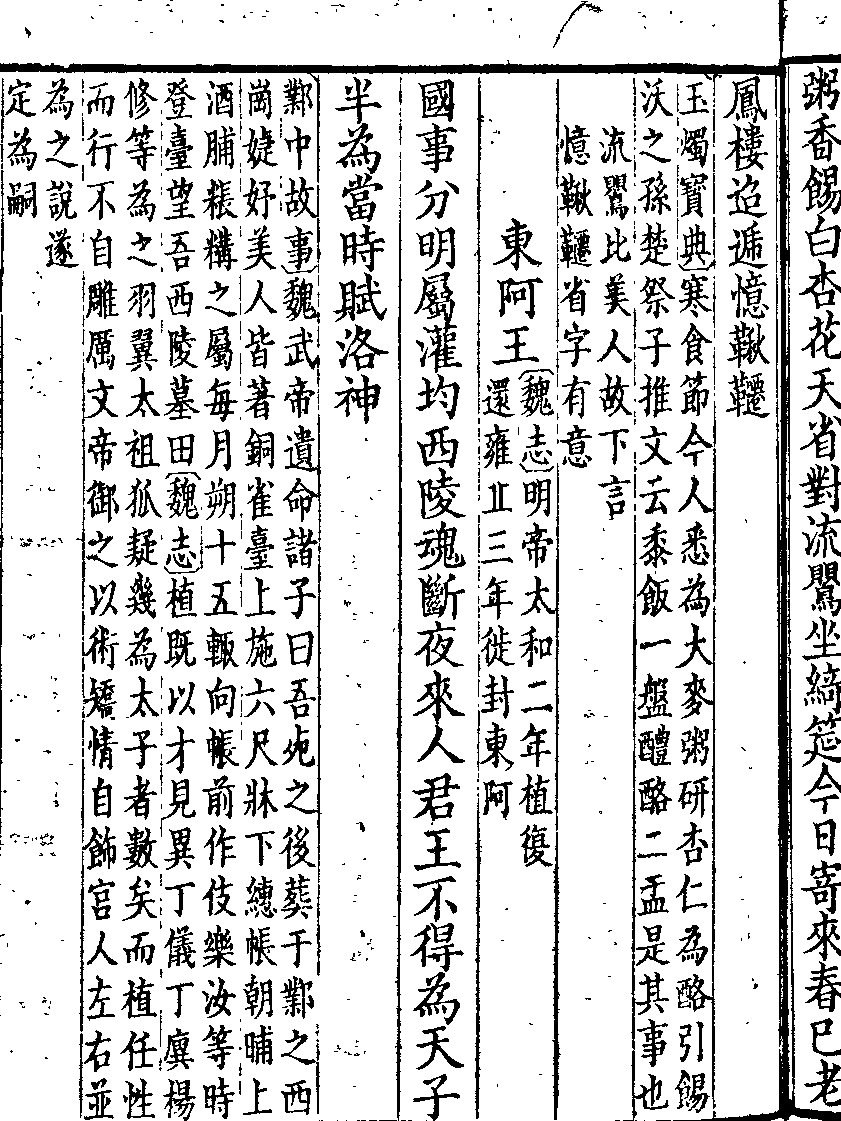 粥香餳白杏花天省對流鶯坐綺筵今日寄來春已老
鳳樓迢遞憶鞦韆
玉燭寶典寒食節今人悉為大麥粥研杏仁為酪引餳
沃之孫楚祭子推文云黍飯一盤醴酪二盂是其事也
流鶯比美人故下言
憶鞦韆省字有意
東阿王魏志明帝太和二年植復
還雍丘三年徙封東阿
國事分明屬灌均西陵魂斷夜來人君王不得為天子
半為當時賦洛神
鄴中故事魏武帝遺命諸子曰吾死之後葬于鄴之西
崗婕妤美人皆著銅雀臺上施六尺牀下繐帳朝晡上
酒脯粻糒之屬每月朔十五輙向帳前作伎樂汝等時
登臺望吾西陵墓田魏志植既以才見異丁儀丁廙楊
修等為之羽翼太祖狐疑幾為太子者數矣而植任性
而行不自雕厲文帝御之以術矯情自飾宮人左右並
為之說遂
定為嗣